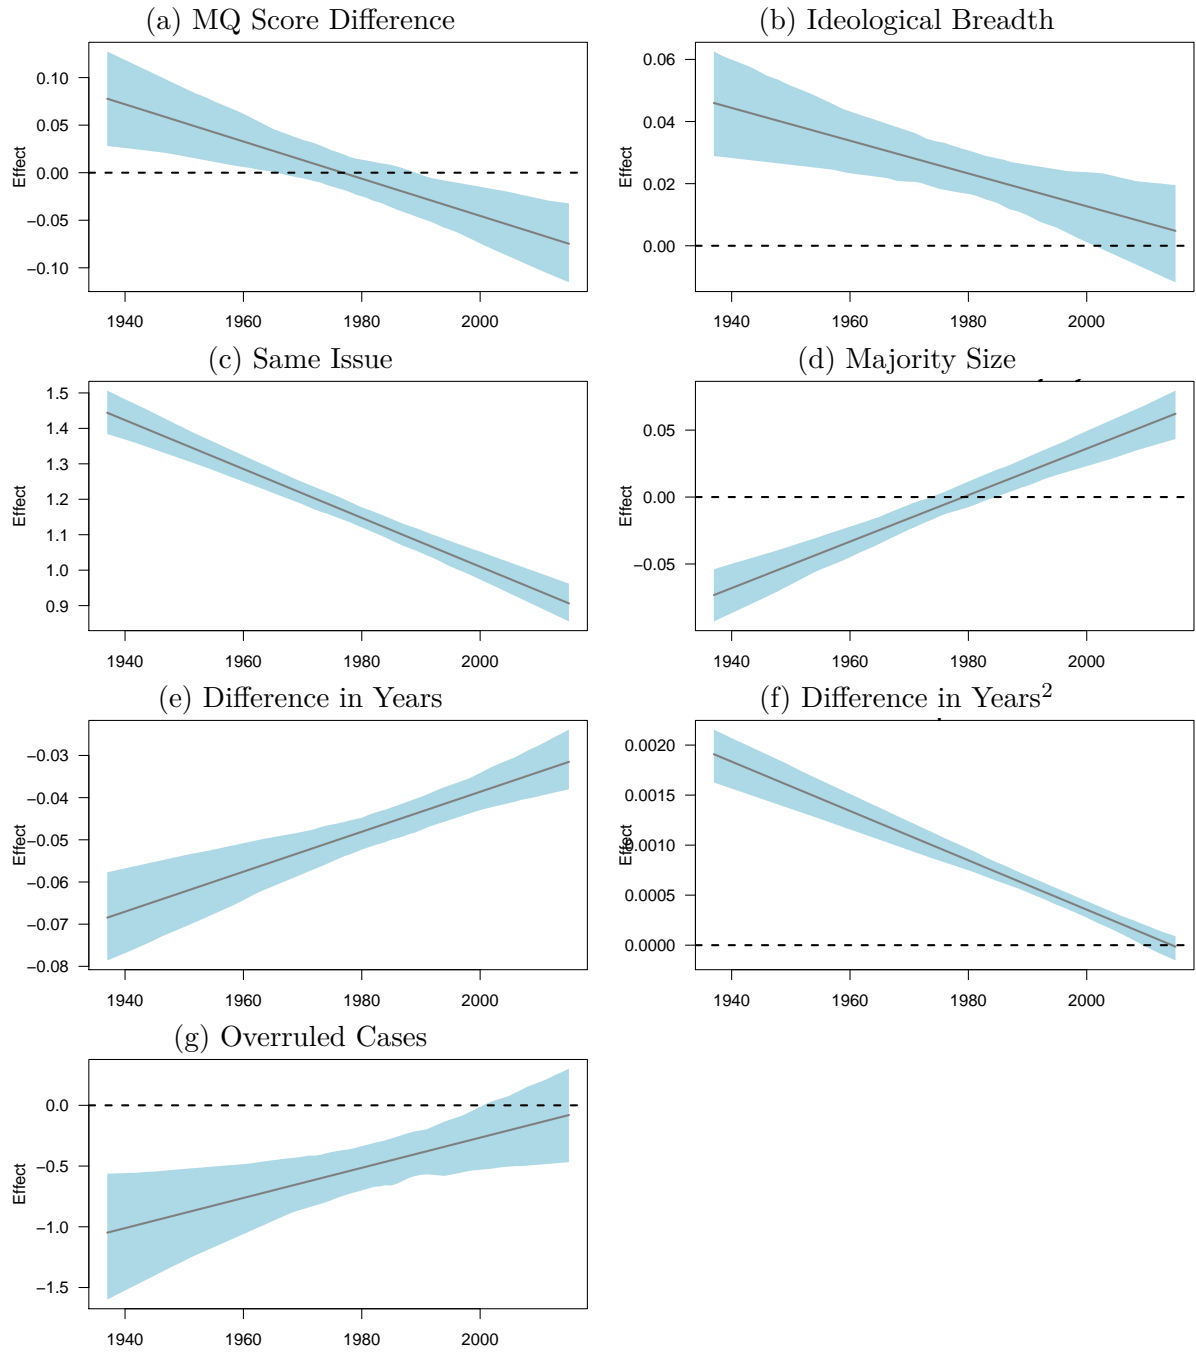 (a) MQ Score Difference
Effect
0.10
0.05
0.00
−0.05
−0.10
1940 1960 1980 2000
(b) Ideological Breadth
Effect
0.06
0.04
0.02
0.00
1940 1960 1980 2000
(c) Same Issue
Effect
1.5
1.4
1.3
1.2
1.1
1.0
0.9
1940 1960 1980 2000
(d) Majority Size
Effect
0.05
0.00
−0.05
1940 1960 1980 2000
(e) Difference in Years
Effect
−0.03
−0.04
−0.05
−0.06
−0.07
−0.08
1940 1960 1980 2000
(f) Difference in Years²
Effect
0.0020
0.0015
0.0010
0.0005
0.0000
1940 1960 1980 2000
(g) Overruled Cases
Effect
0.0
−0.5
−1.0
−1.5
1940 1960 1980 2000